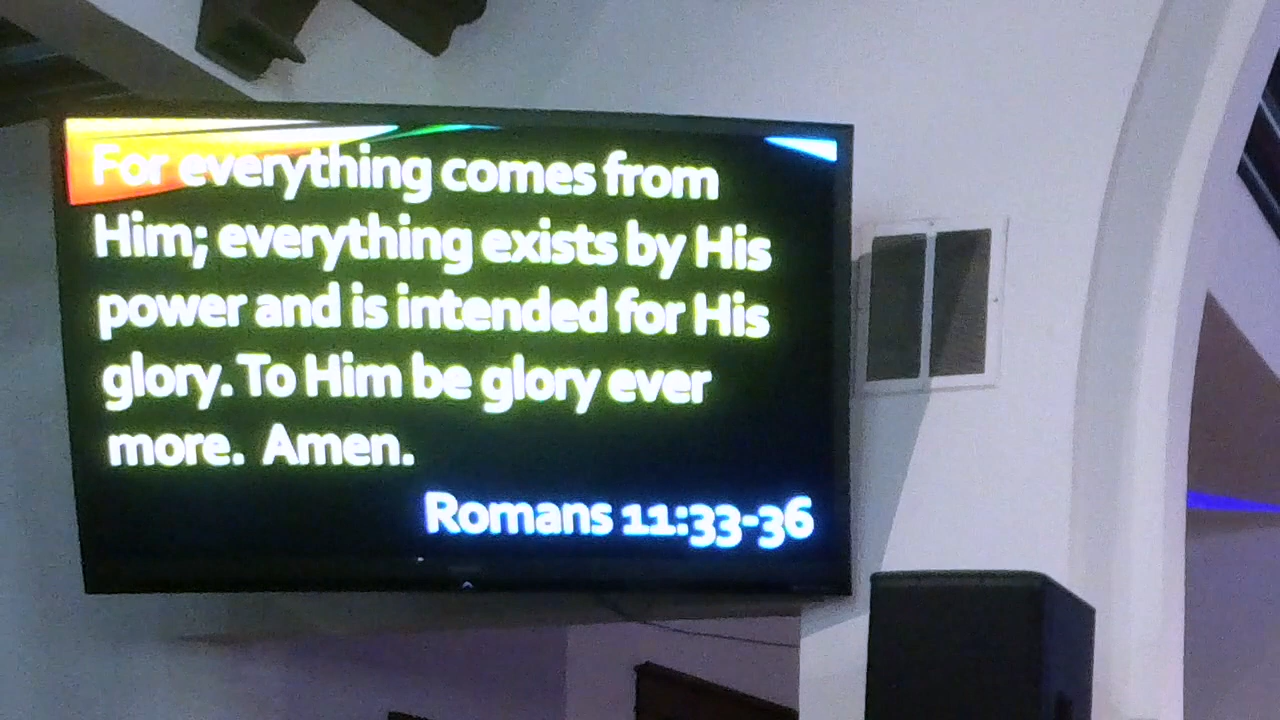 For everything comes from
Him; everything exists by His
power and is intended for His
glory. To Him be glory ever
more. Amen.
Romans 11:33-36